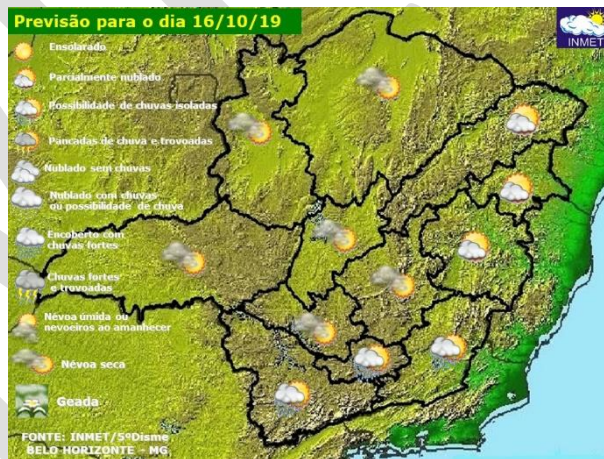 Previsão para o dia 16/10/19
INMET
Ensolarado
Parcialmente nublado
Possibilidade de chuvas isoladas
Pancadas de chuva e trovoadas
Nublado sem chuvas
Nublado com chuvas
ou possibilidade de chuva
Encoberto com
chuvas fortes
Chuvas fortes
e trovoadas
Névoa úmida ou
nevoeiros ao amanhecer
Névoa seca
Geada
FONTE: INMET/5ºDisme
BELO HORIZONTE - MG